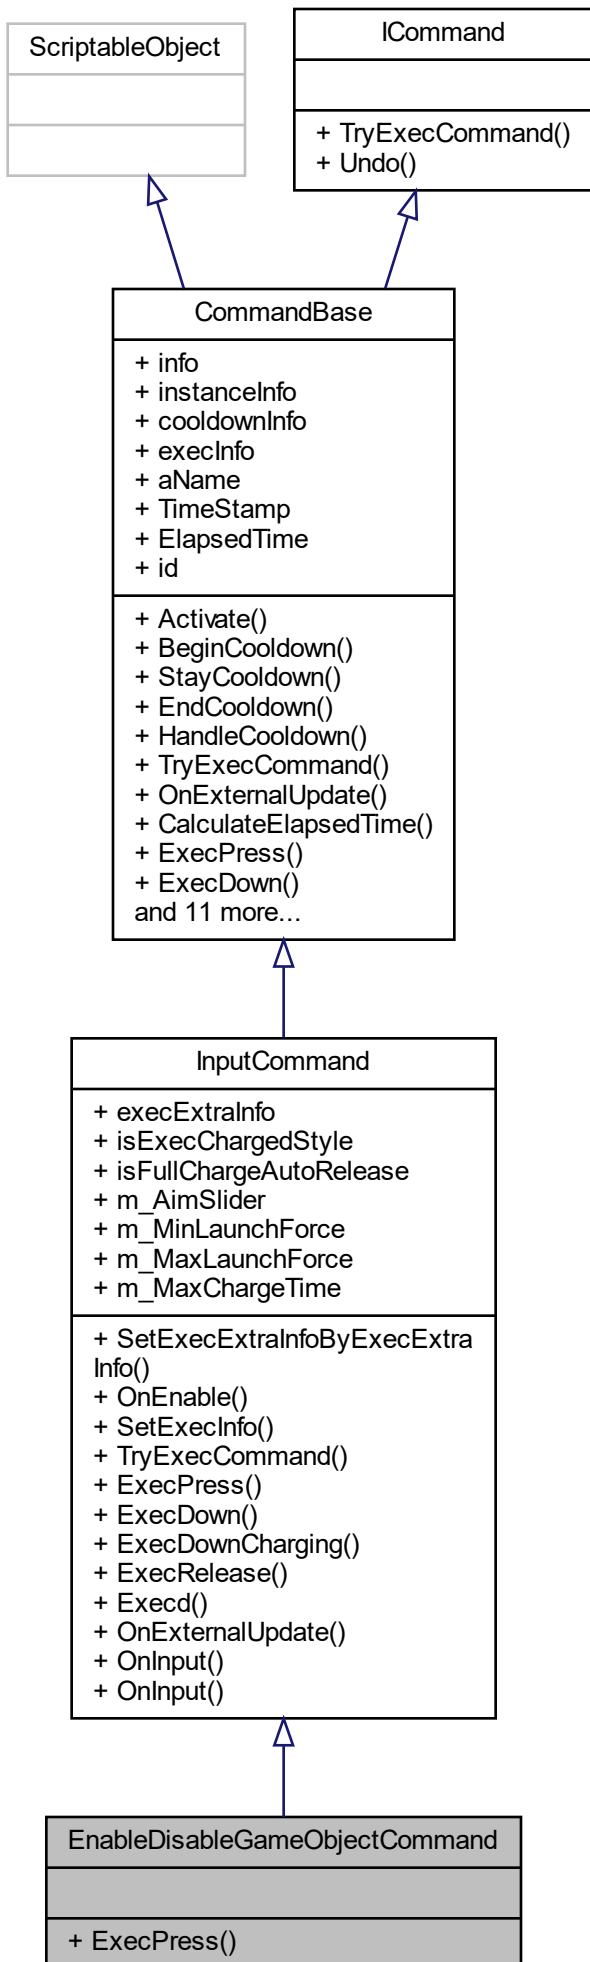 ScriptableObject
ICommand
+ TryExecCommand()
+ Undo()
CommandBase
+ info
+ instanceInfo
+ cooldownInfo
+ execInfo
+ aName
+ TimeStamp
+ ElapsedTime
+ id
+ Activate()
+ BeginCooldown()
+ StayCooldown()
+ EndCooldown()
+ HandleCooldown()
+ TryExecCommand()
+ OnExternalUpdate()
+ CalculateElapsedTime()
+ ExecPress()
+ ExecDown()
and 11 more...
InputCommand
+ execExtraInfo
+ isExecChargedStyle
+ isFullChargeAutoRelease
+ m_AimSlider
+ m_MinLaunchForce
+ m_MaxLaunchForce
+ m_MaxChargeTime
+ SetExecExtraInfoByExecExtra
Info()
+ OnEnable()
+ SetExecInfo()
+ TryExecCommand()
+ ExecPress()
+ ExecDown()
+ ExecDownCharging()
+ ExecRelease()
+ Execd()
+ OnExternalUpdate()
+ OnInput()
+ OnInput()
EnableDisableGameObjectCommand
+ ExecPress()